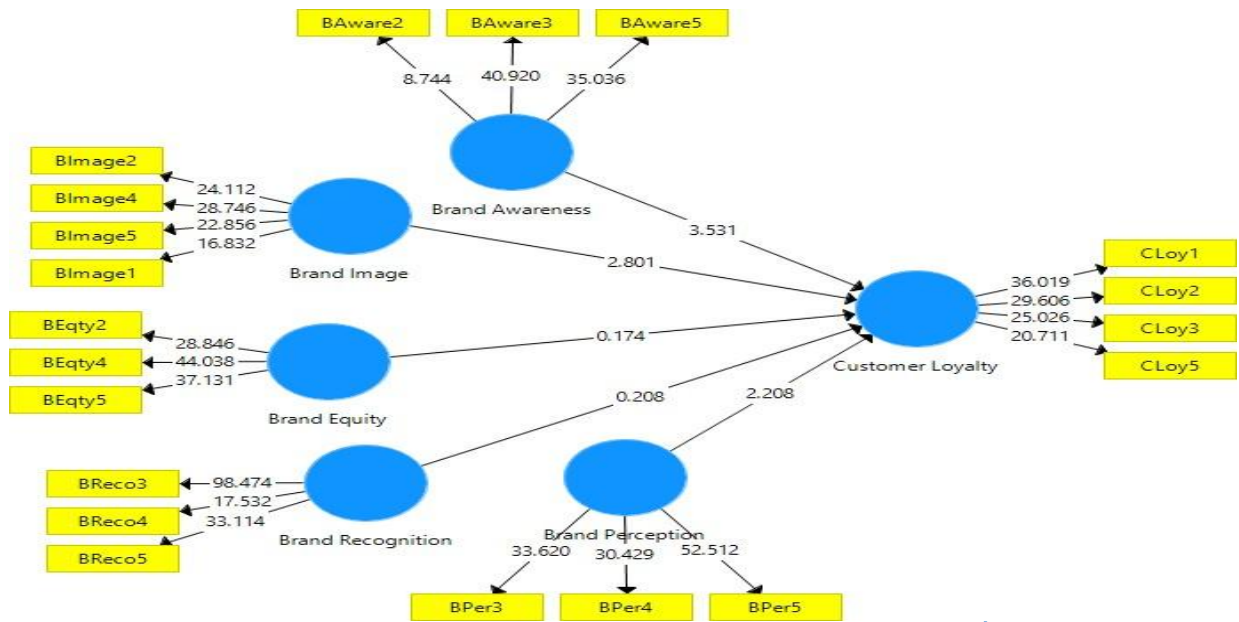 BAware2 BAware3 BAware5
8.744 40.920 35.036
Brand Awareness
BImage2
BImage4
BImage5
BImage1
24.112
28.746
22.856
16.832
Brand Image
3.531
2.801
BEqty2
BEqty4
BEqty5
28.846
44.038
37.131
Brand Equity
0.174
CLoy1
CLoy2
CLoy3
CLoy5
36.019
29.606
25.026
20.711
Customer Loyalty
0.208
2.208
BReco3
BReco4
BReco5
98.474
17.532
33.114
Brand Recognition
Brand Perception
33.620 30.429 52.512
BPer3 BPer4 BPer5